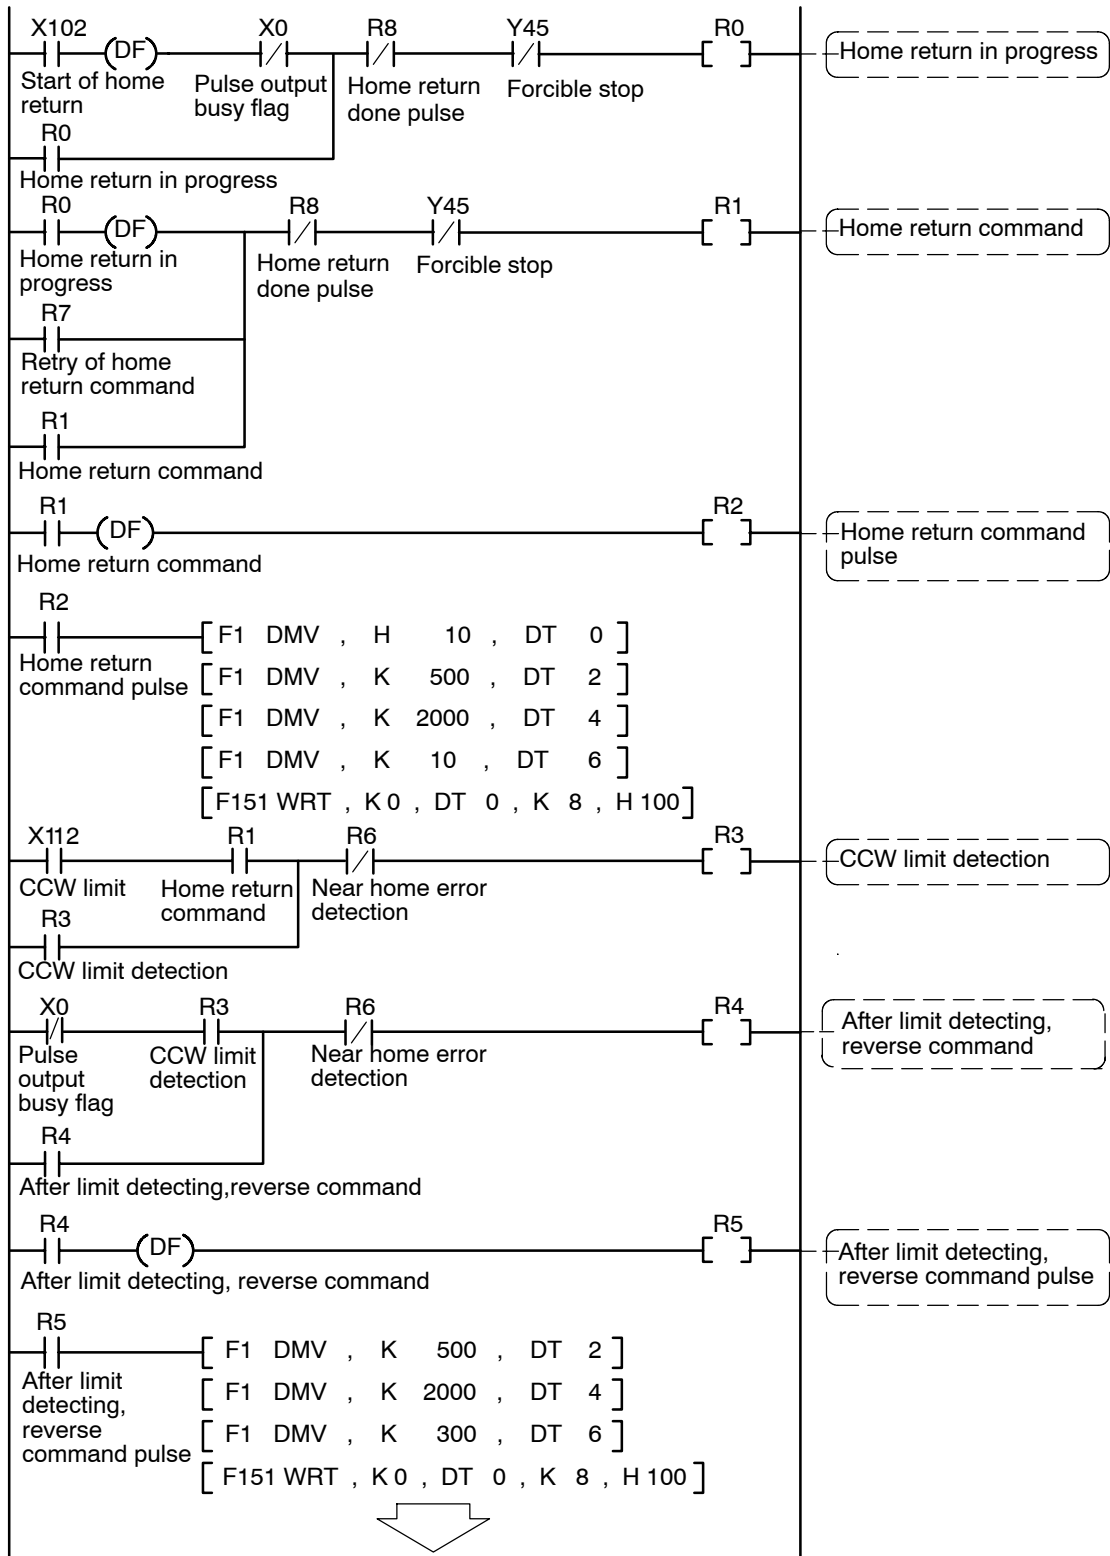 X102 X0 R8 Y45 R0
(DF) Home return in progress
Start of home return Pulse output busy flag Home return done pulse Forcible stop
R0
Home return in progress
R0 R8 Y45 R1
(DF) Home return command
Home return in progress Home return done pulse Forcible stop
R7
Retry of home return command
R1
Home return command
R1 R2
(DF) Home return command pulse
Home return command
R2
[F1 DMV , H 10 , DT 0]
Home return command pulse
[F1 DMV , K 500 , DT 2]
[F1 DMV , K 2000 , DT 4]
[F1 DMV , K 10 , DT 6]
[F151 WRT , K 0 , DT 0 , K 8 , H 100]
X112 R1 R6 R3
CCW limit detection
CCW limit Home return command Near home error detection
R3
CCW limit detection
X0 R3 R6 R4
After limit detecting, reverse command
Pulse output busy flag CCW limit detection Near home error detection
R4
After limit detecting,reverse command
R4 R5
(DF) After limit detecting, reverse command pulse
After limit detecting, reverse command
R5
[F1 DMV , K 500 , DT 2]
After limit detecting, reverse command pulse
[F1 DMV , K 2000 , DT 4]
[F1 DMV , K 300 , DT 6]
[F151 WRT , K 0 , DT 0 , K 8 , H 100]